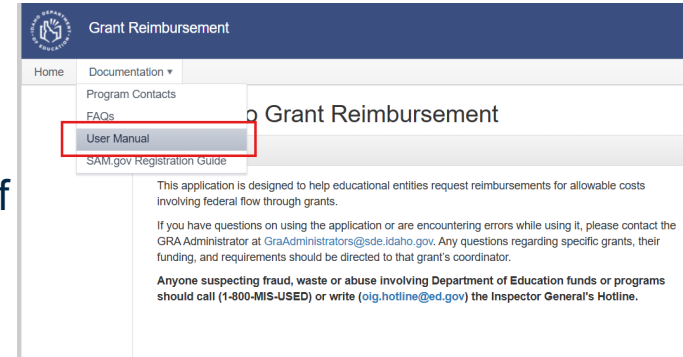 IDAHO DEPARTMENT OF EDUCATION
Grant Reimbursement
Home Documentation ▾
Program Contacts
FAQs
User Manual
SAM.gov Registration Guide
o Grant Reimbursement
f
This application is designed to help educational entities request reimbursements for allowable costs
involving federal flow through grants.
If you have questions on using the application or are encountering errors while using it, please contact the
GRA Administrator at GraAdministrators@sde.idaho.gov. Any questions regarding specific grants, their
funding, and requirements should be directed to that grant's coordinator.
Anyone suspecting fraud, waste or abuse involving Department of Education funds or programs
should call (1-800-MIS-USED) or write (oig.hotline@ed.gov) the Inspector General's Hotline.